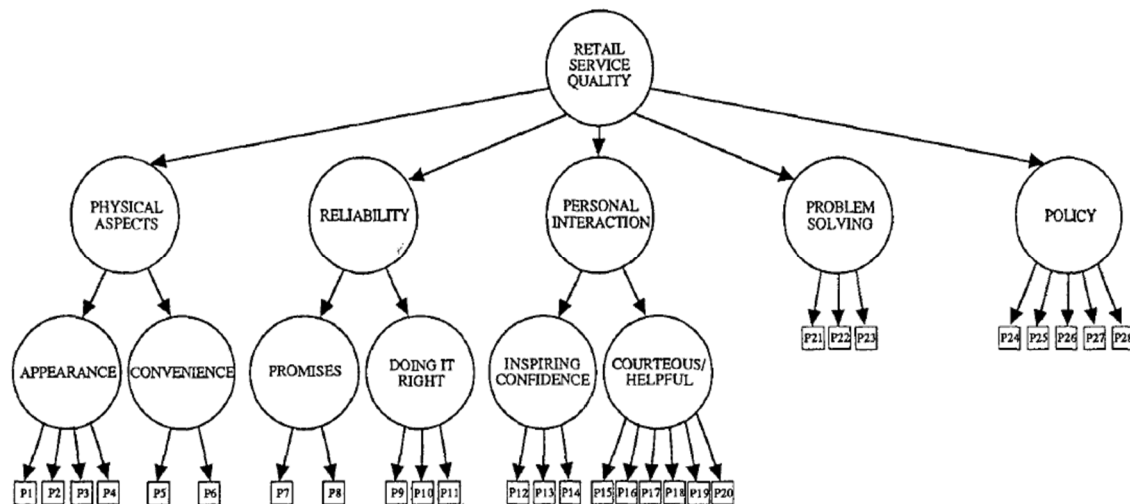 RETAIL
SERVICE
QUALITY
PHYSICAL
ASPECTS
RELIABILITY
PERSONAL
INTERACTION
PROBLEM
SOLVING
POLICY
P21 P22 P23
P24 P25 P26 P27 P28
APPEARANCE
CONVENIENCE
PROMISES
DOING IT
RIGHT
INSPIRING
CONFIDENCE
COURTEOUS/
HELPFUL
P1 P2 P3 P4 P5 P6 P7 P8 P9 P10 P11 P12 P13 P14 P15 P16 P17 P18 P19 P20